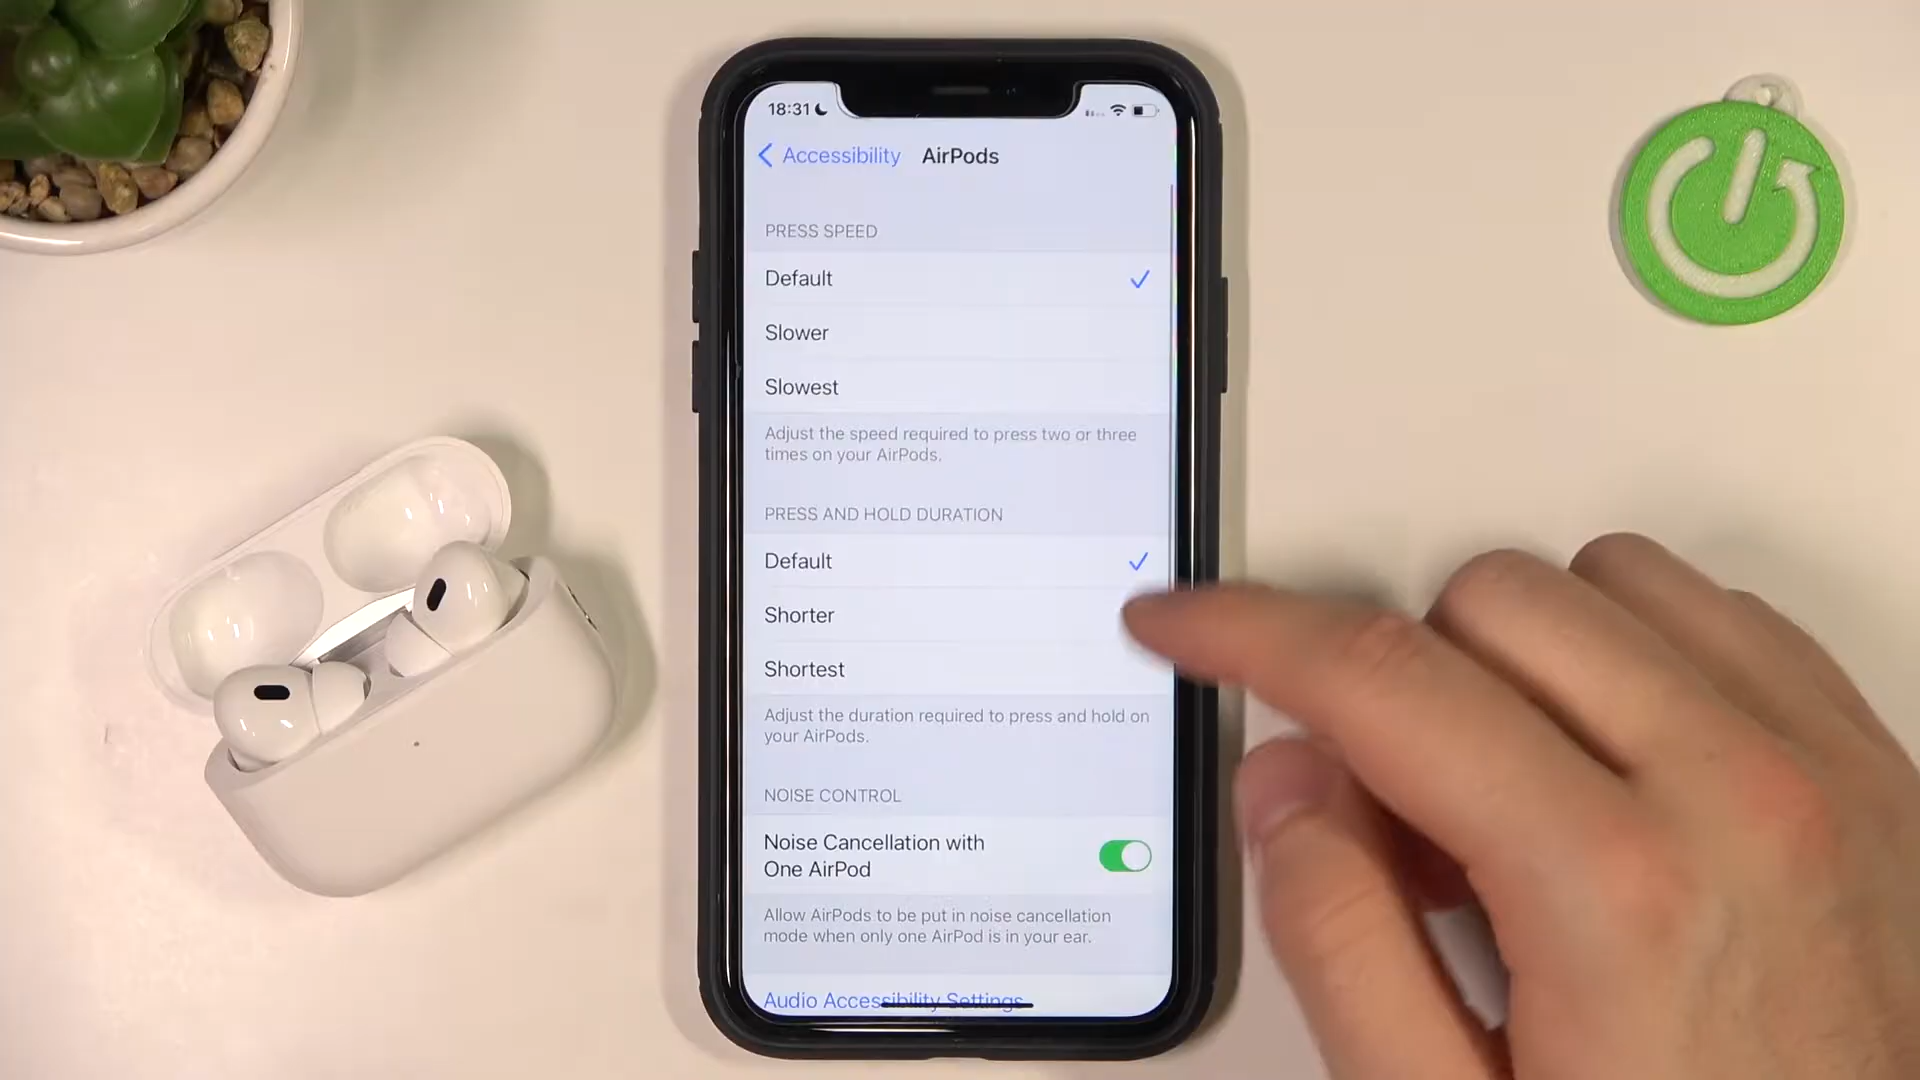 18:31
Accessibility AirPods
PRESS SPEED
Default
Slower
Slowest
Adjust the speed required to press two or three
times on your AirPods.
PRESS AND HOLD DURATION
Default
Shorter
Shortest
Adjust the duration required to press and hold on
your AirPods.
NOISE CONTROL
Noise Cancellation with
One AirPod
Allow AirPods to be put in noise cancellation
mode when only one AirPod is in your ear.
Audio Accessibility Settings